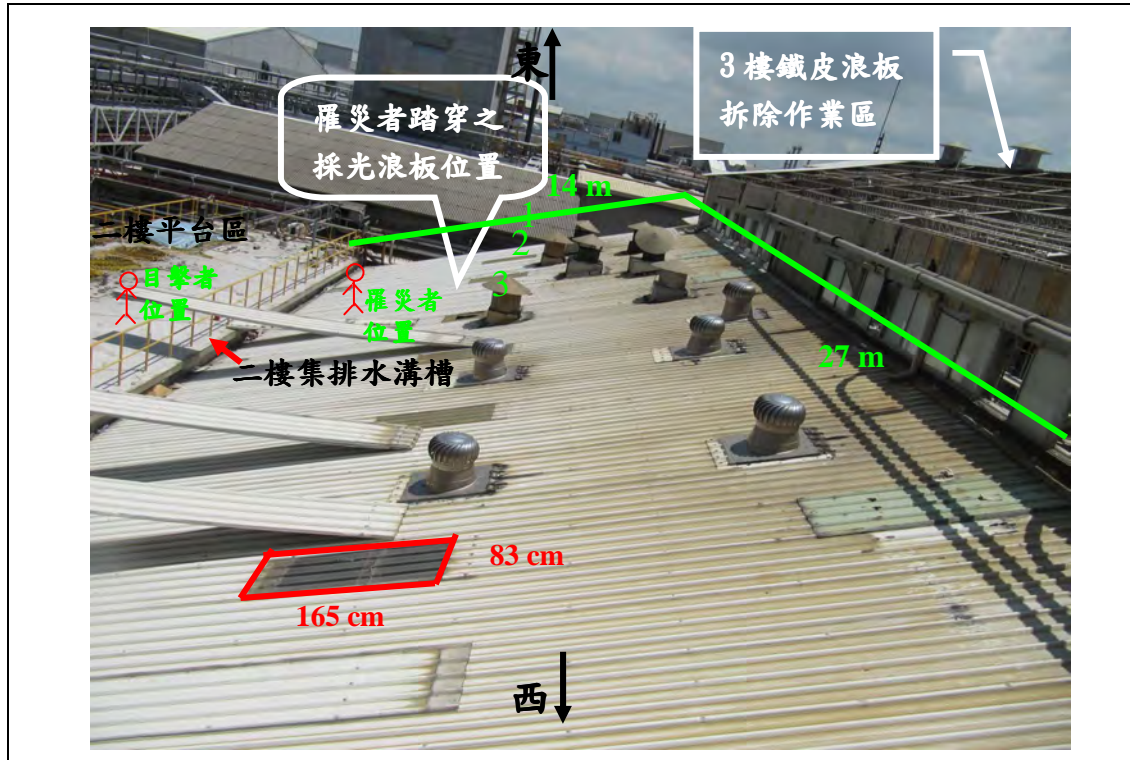 東
3 樓鐵皮浪板
拆除作業區
罹災者踏穿之
採光浪板位置
14 m
1
2
3
二樓平台區
目擊者
位置
罹災者
位置
二樓集排水溝槽
27 m
83 cm
165 cm
西